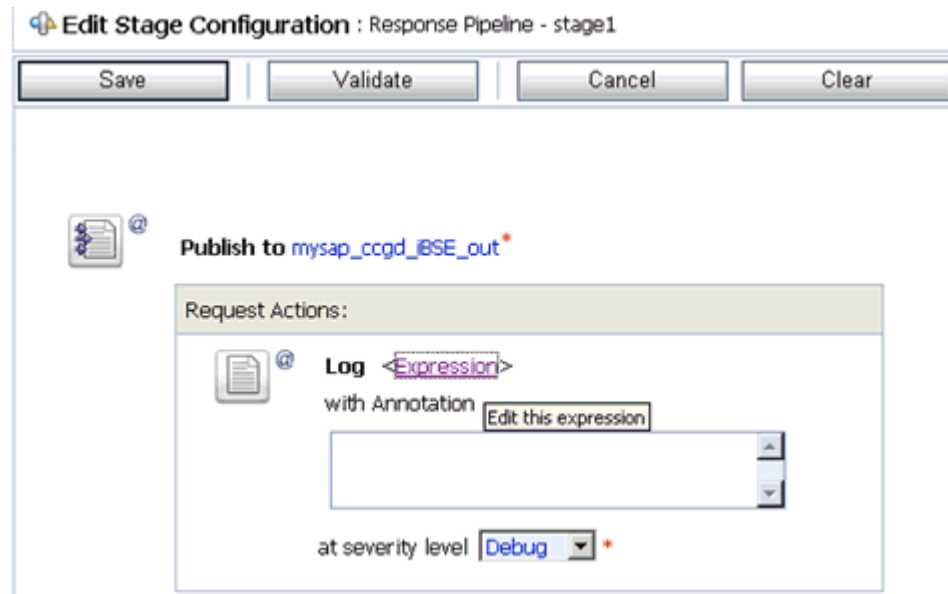 Edit Stage Configuration : Response Pipeline - stage1
Save Validate Cancel Clear
@ Publish to mysap_ccgd_iBSE_out*
Request Actions:
@ Log <Expression>
with Annotation
Edit this expression
at severity level Debug *